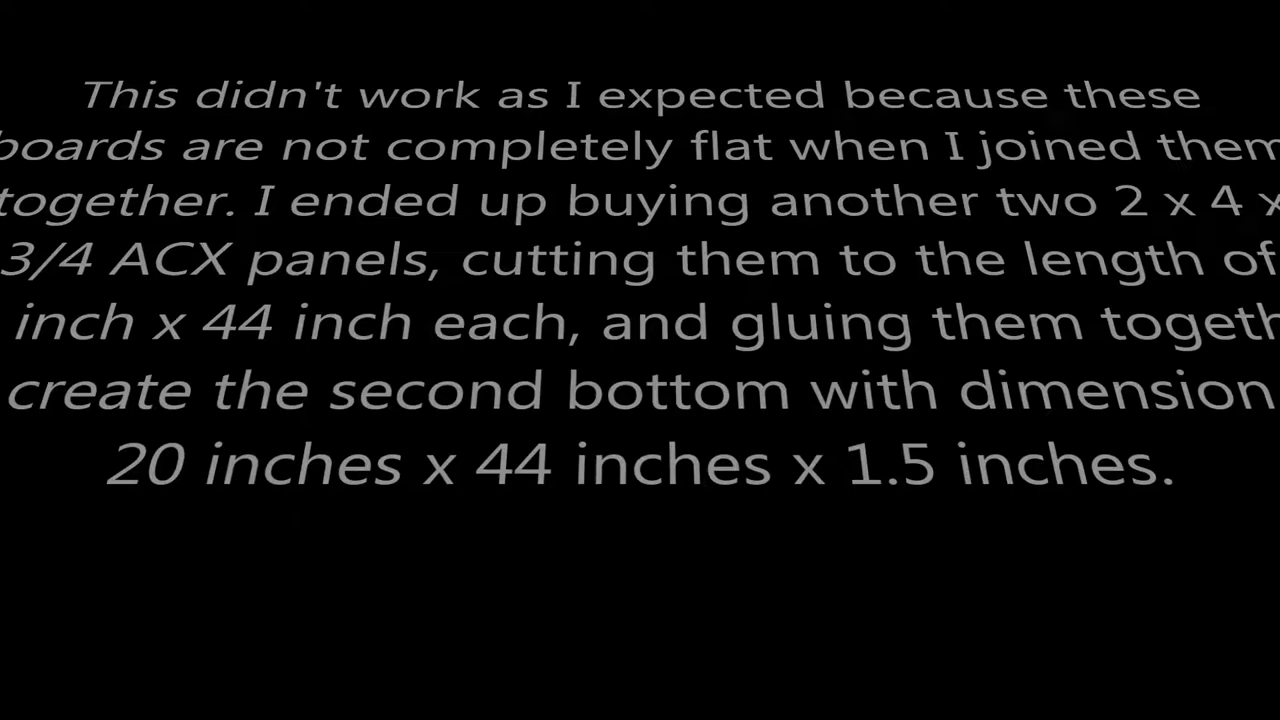 This didn't work as I expected because these
boards are not completely flat when I joined them
together. I ended up buying another two 2 x 4 x
3/4 ACX panels, cutting them to the length of
inch x 44 inch each, and gluing them togeth
create the second bottom with dimension
20 inches x 44 inches x 1.5 inches.